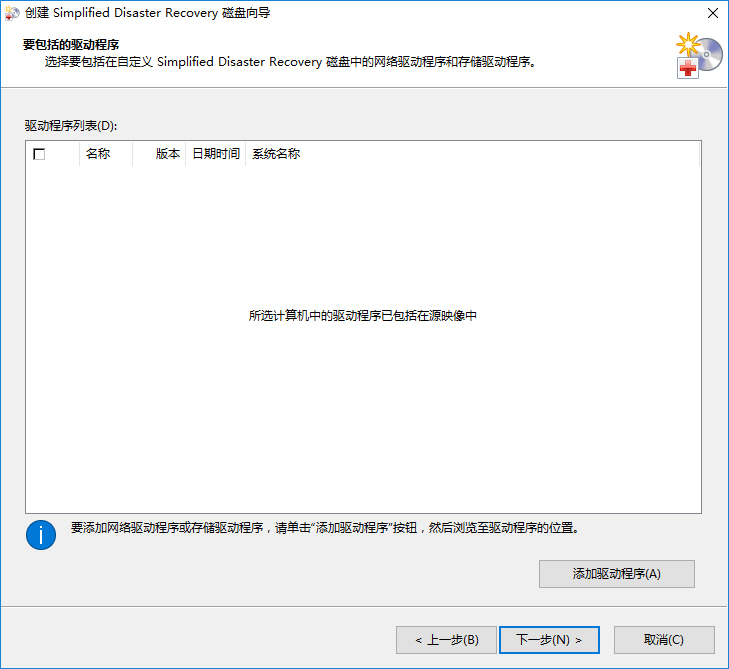 创建 Simplified Disaster Recovery 磁盘向导
要包括的驱动程序
选择要包括在自定义 Simplified Disaster Recovery 磁盘中的网络驱动程序和存储驱动程序。
驱动程序列表(D):
名称 版本 日期时间 系统名称
所选计算机中的驱动程序已包括在源映像中
要添加网络驱动程序或存储驱动程序，请单击“添加驱动程序”按钮，然后浏览至驱动程序的位置。
添加驱动程序(A)
< 上一步(B) 下一步(N) > 取消(C)